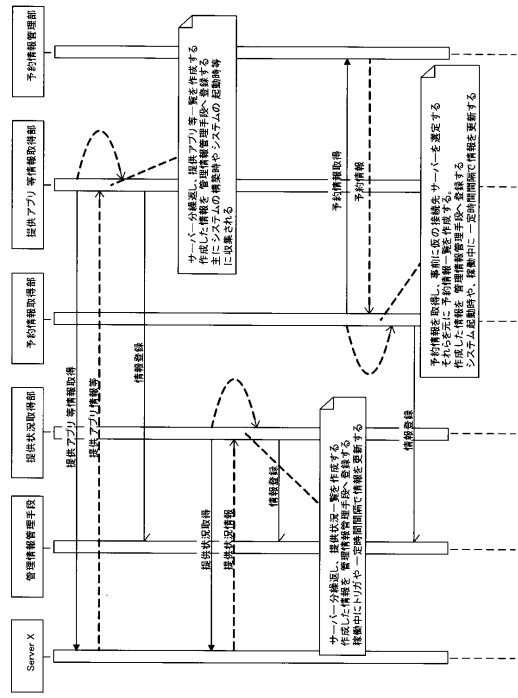 Server X
管理情報管理手段
提供状況取得部
予約情報取得部
提供アプリ等情報取得部
予約情報管理部
提供アプリ等情報取得
提供アプリ情報等
情報登録
サーバー分繰返し、提供アプリ等一覧を作成する
作成した情報を 管理情報管理手段へ登録する
主にシステムの構築時やシステムの 起動時等
に収集される
提供状況取得
提供状況情報
情報登録
サーバー分繰返し、提供状況一覧を作成する
作成した情報を 管理情報管理手段へ登録する
稼働中にトリガや 一定時間間隔で情報を更新する
予約情報取得
予約情報
情報登録
予約情報を取得し、事前に仮の接続先 サーバーを選定する
それらを元に 予約情報一覧を作成する。
作成した情報を 管理情報管理手段へ登録する
システム起動時や、稼働中に 一定時間間隔で情報を更新する